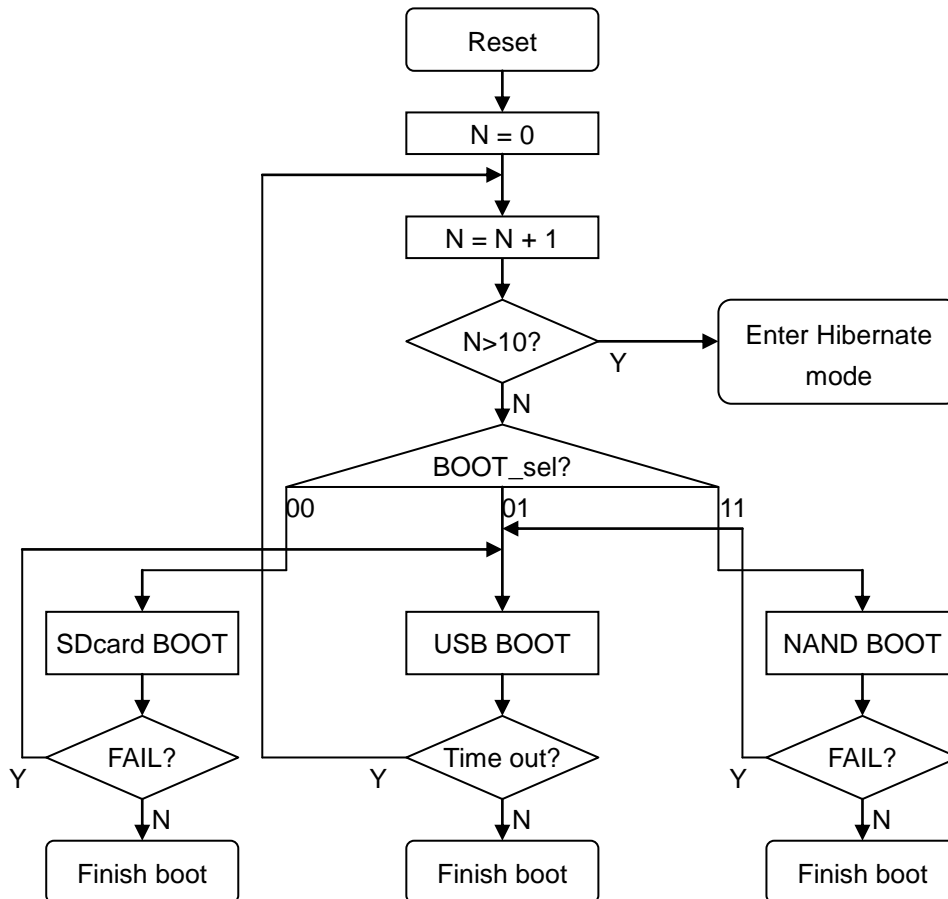 Reset
N = 0
N = N + 1
N>10?
Y
Enter Hibernate
mode
N
BOOT_sel?
00
01
11
SDcard BOOT
USB BOOT
NAND BOOT
FAIL?
Time out?
FAIL?
Y
Y
Y
N
N
N
Finish boot
Finish boot
Finish boot